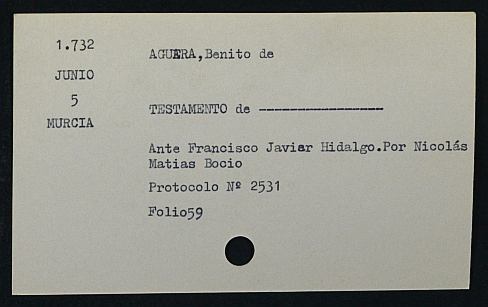 1.732
JUNIO
5
MURCIA
AGUERA,Benito de
TESTAMENTO de ----------------
Ante Francisco Javier Hidalgo.Por Nicolás
Matias Bocio
Protocolo Nº 2531
Folio59